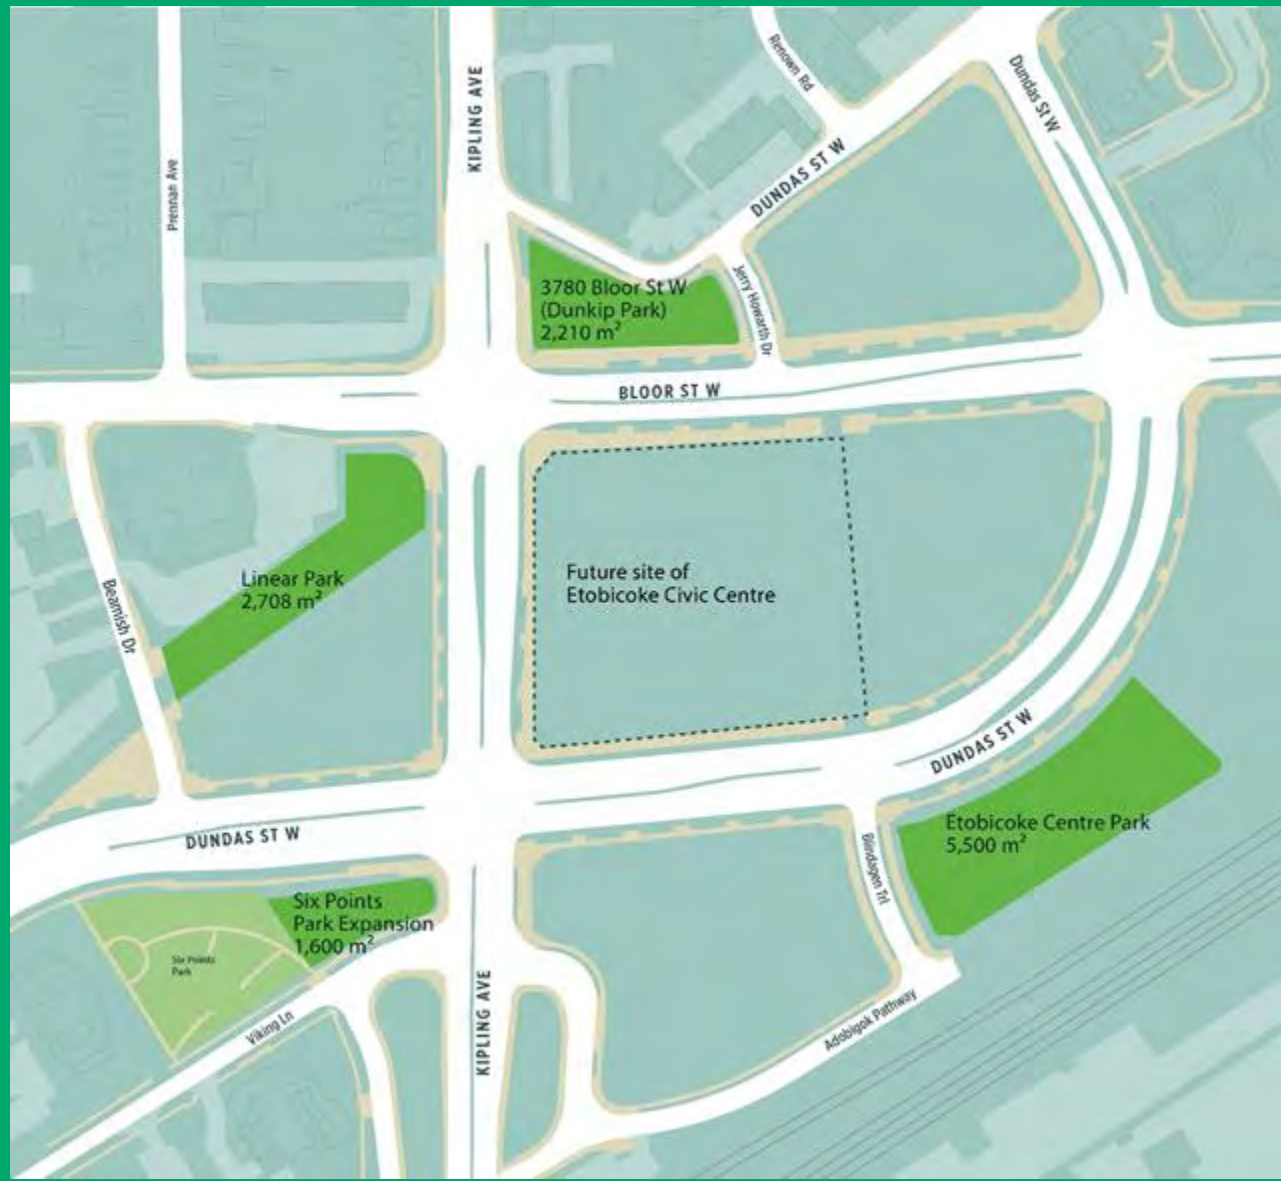 KIPLING AVE
Renown Rd
Dundas St W
DUNDAS ST W
Prennan Ave
3780 Bloor St W
(Dunkip Park)
2,210 m²
Jerry Howarth Dr
BLOOR ST W
Linear Park
2,708 m²
Future site of
Etobicoke Civic Centre
Beamish Dr
DUNDAS ST W
DUNDAS ST W
Etobicoke Centre Park
5,500 m²
Biindagen Trl
Six Points
Park Expansion
1,600 m²
Six Points
Park
Viking Ln
KIPLING AVE
Adobigok Pathway